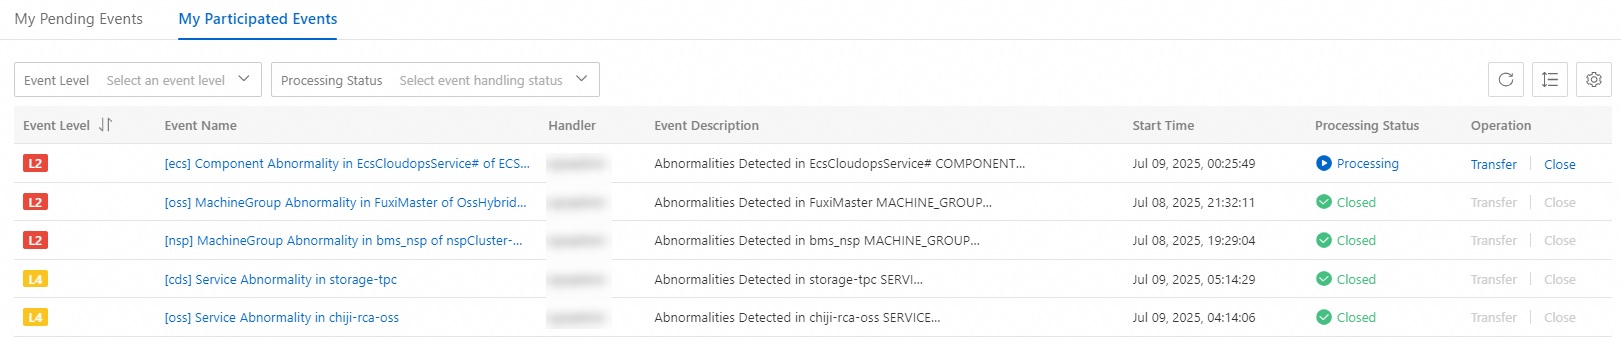 My Pending Events My Participated Events
Event Level Select an event level Processing Status Select event handling status
Event Level Event Name Handler Event Description Start Time Processing Status Operation
L2 [ecs] Component Abnormality in EcsCloudopsService# of ECS... Abnormalities Detected in EcsCloudopsService# COMPONENT... Jul 09, 2025, 00:25:49 Processing Transfer Close
L2 [oss] MachineGroup Abnormality in FuxiMaster of OssHybrid... Abnormalities Detected in FuxiMaster MACHINE_GROUP... Jul 08, 2025, 21:32:11 Closed Transfer Close
L2 [nsp] MachineGroup Abnormality in bms_nsp of nspCluster-... Abnormalities Detected in bms_nsp MACHINE_GROUP... Jul 08, 2025, 19:29:04 Closed Transfer Close
L4 [cds] Service Abnormality in storage-tpc Abnormalities Detected in storage-tpc SERVI... Jul 09, 2025, 05:14:29 Closed Transfer Close
L4 [oss] Service Abnormality in chiji-rca-oss Abnormalities Detected in chiji-rca-oss SERVICE... Jul 09, 2025, 04:14:06 Closed Transfer Close